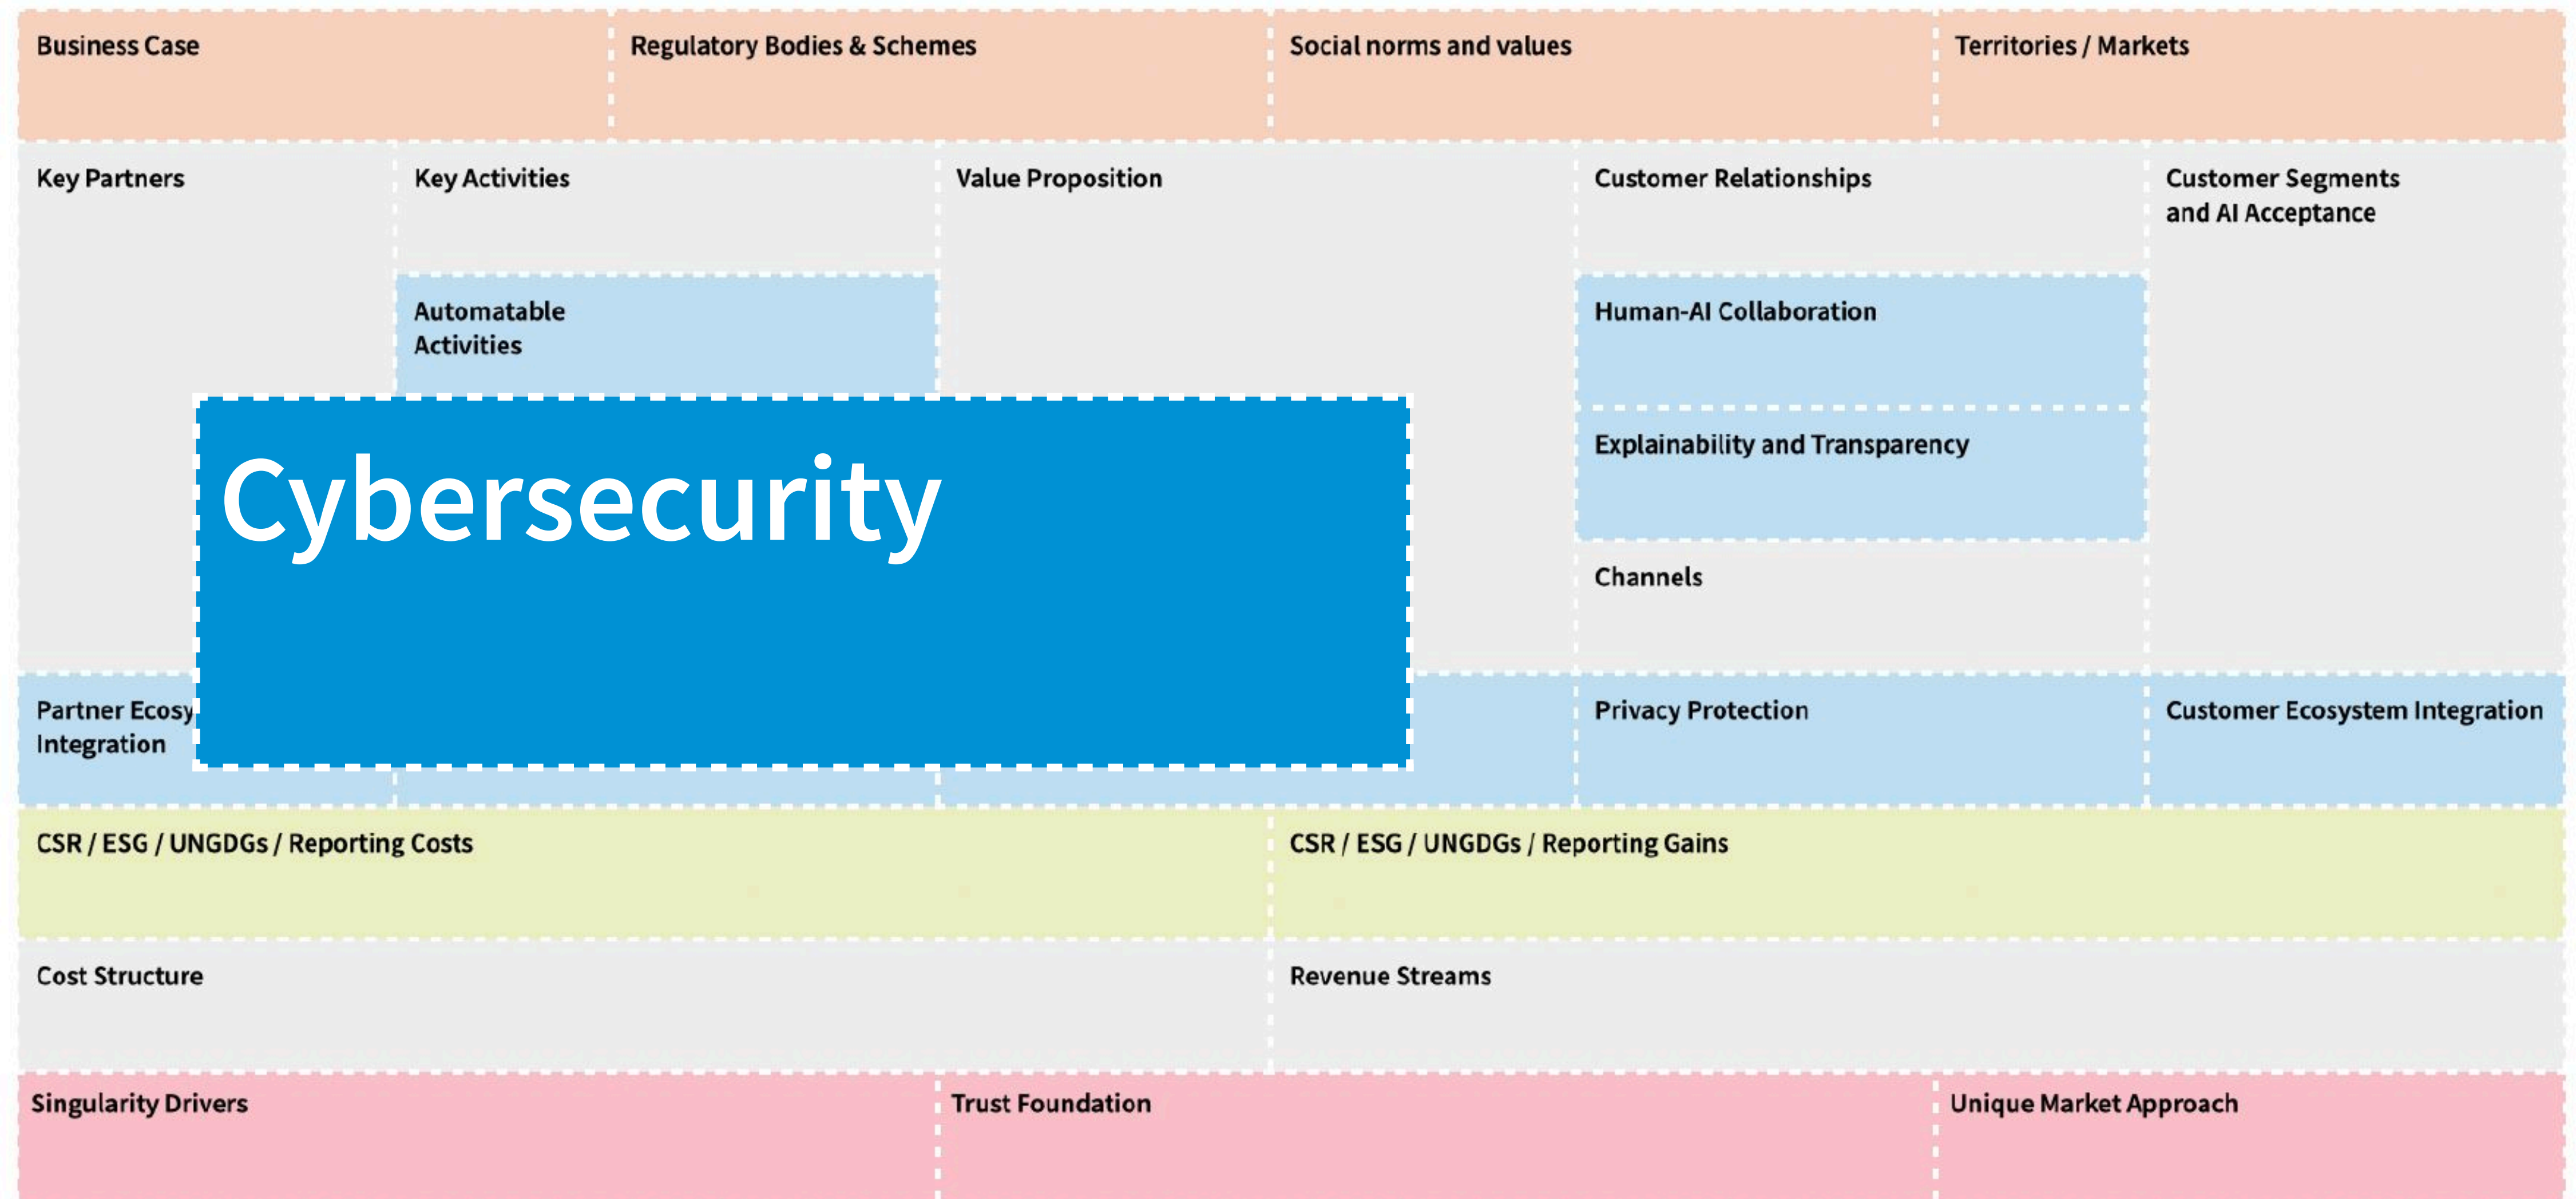 Business Case
Regulatory Bodies & Schemes
Social norms and values
Territories / Markets
Key Partners
Key Activities
Value Proposition
Customer Relationships
Customer Segments
and AI Acceptance
Automatable
Activities
Human-AI Collaboration
Explainability and Transparency
Cybersecurity
Channels
Partner Ecosy
Integration
Privacy Protection
Customer Ecosystem Integration
CSR / ESG / UNGDGs / Reporting Costs
CSR / ESG / UNGDGs / Reporting Gains
Cost Structure
Revenue Streams
Singularity Drivers
Trust Foundation
Unique Market Approach